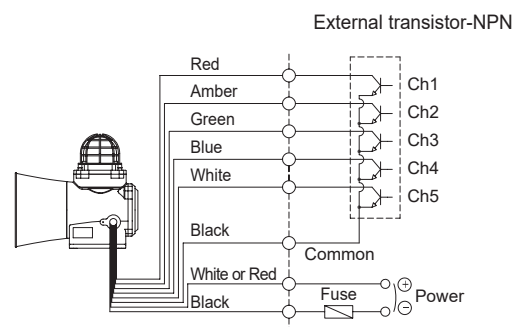 External transistor-NPN
Red
Ch1
Amber
Ch2
Green
Ch3
Blue
Ch4
White
Ch5
Black
Common
White or Red
Fuse
+
Power
Black
−